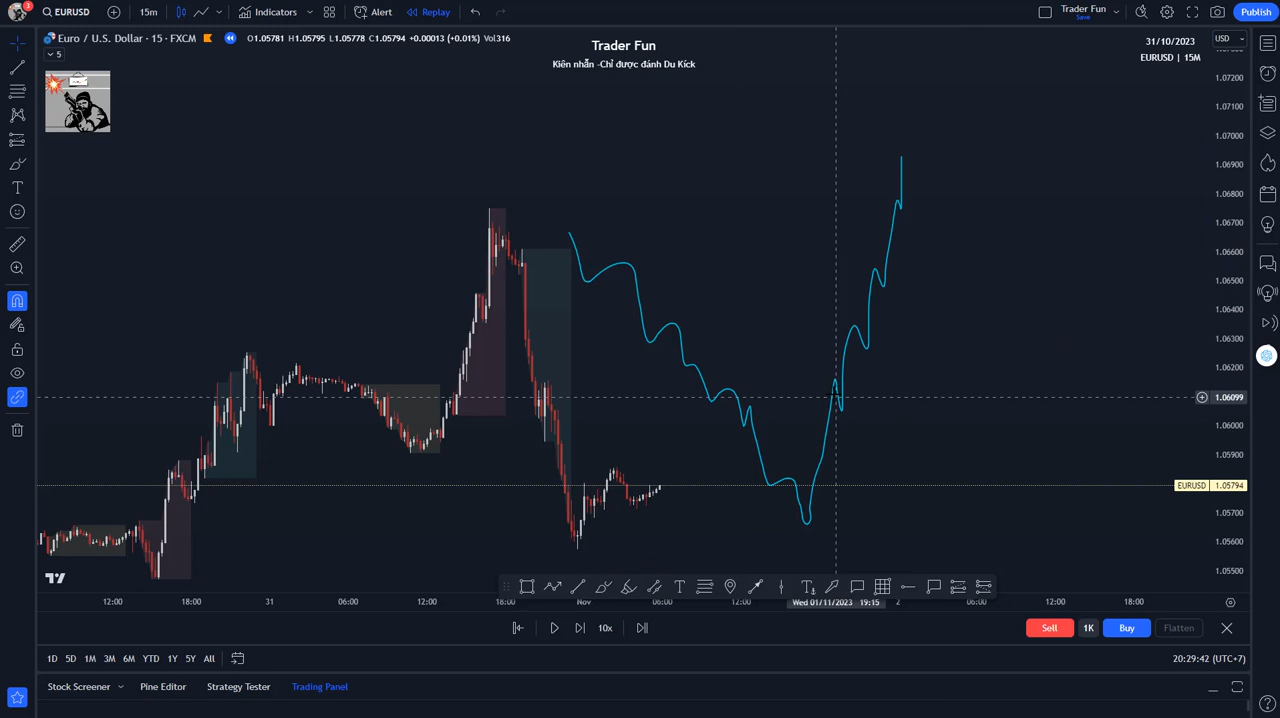 3
EURUSD
15m
Indicators
Alert
Replay
Trader Fun
Save
Publish
Euro / U.S. Dollar · 15 · FXCM
O1.05781 H1.05795 L1.05778 C1.05794 +0.00013 (+0.01%) Vol316
5
Trader Fun
Kiên nhẫn -Chỉ được đánh Du Kích
31/10/2023
EURUSD | 15M
USD
1.07200
1.07100
1.07000
1.06900
1.06800
1.06700
1.06600
1.06500
1.06400
1.06300
1.06200
1.06099
1.06000
1.05900
EURUSD 1.05794
1.05700
1.05600
1.05500
12:00
18:00
31
06:00
12:00
18:00
Nov
06:00
12:00
Wed 01/11/2023 19:15
2
06:00
12:00
18:00
10x
Sell
1K
Buy
Flatten
1D
5D
1M
3M
6M
YTD
1Y
5Y
All
20:29:42 (UTC+7)
Stock Screener
Pine Editor
Strategy Tester
Trading Panel